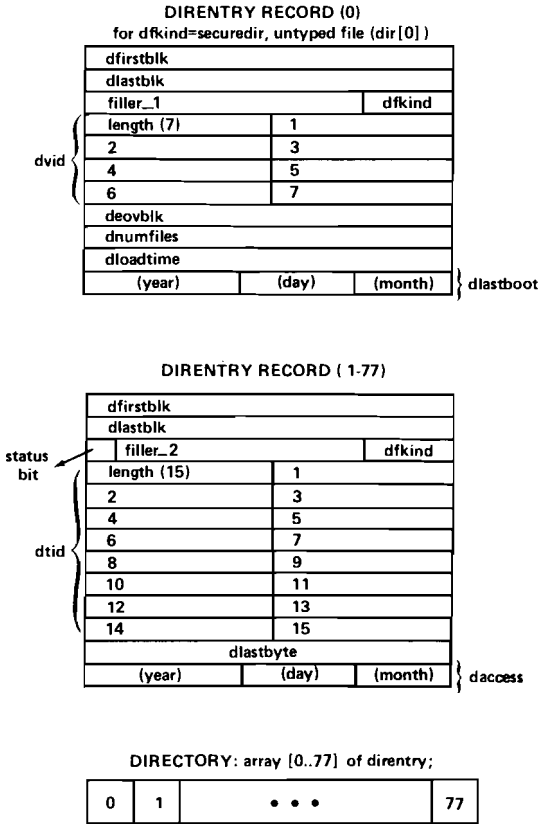 DIRENTRY RECORD (0)
for dfkind=securedir, untyped file (dir[0] )
dfirstblk
dlastblk
filler_1 dfkind
length (7) 1
dvid
2 3
4 5
6 7
deovblk
dnumfiles
dloadtime
(year) (day) (month) dlastboot
DIRENTRY RECORD ( 1-77)
dfirstblk
dlastblk
status bit
filler_2 dfkind
length (15) 1
2 3
4 5
6 7
dtid
8 9
10 11
12 13
14 15
dlastbyte
(year) (day) (month) daccess
DIRECTORY: array [0..77] of direntry;
0 1 • • • 77